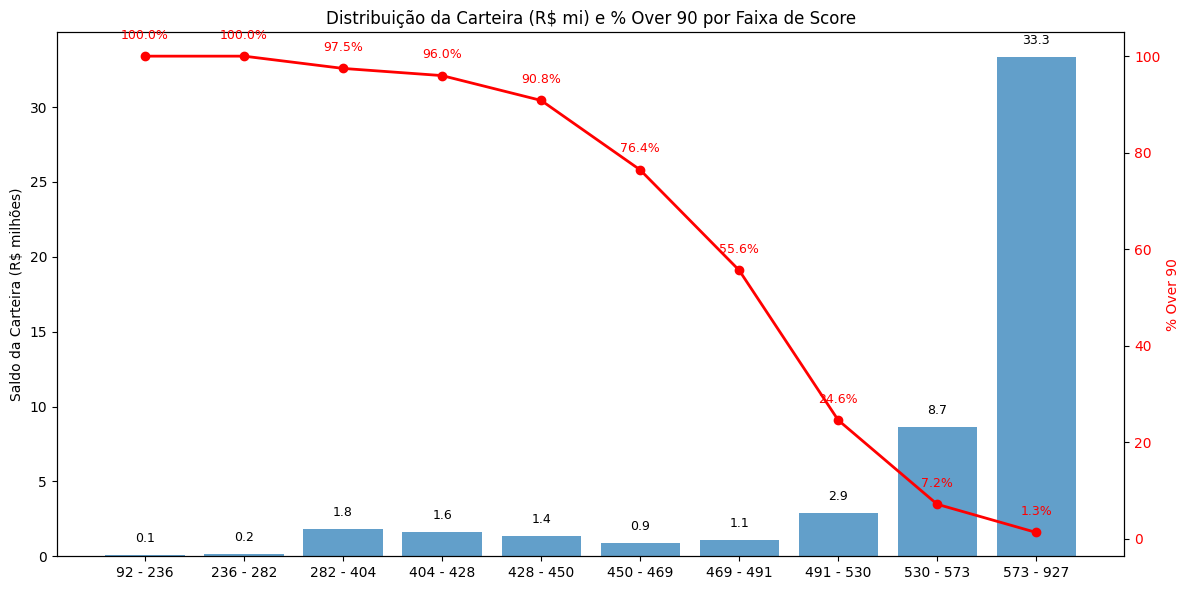 Distribuição da Carteira (R$ mi) e % Over 90 por Faixa de Score
100.0%
100.0%
97.5%
96.0%
90.8%
76.4%
55.6%
24.6%
7.2%
1.3%
0.1
0.2
1.8
1.6
1.4
0.9
1.1
2.9
8.7
33.3
Saldo da Carteira (R$ milhões)
30
25
20
15
10
5
0
100
80
60
40
20
0
% Over 90
92 - 236
236 - 282
282 - 404
404 - 428
428 - 450
450 - 469
469 - 491
491 - 530
530 - 573
573 - 927